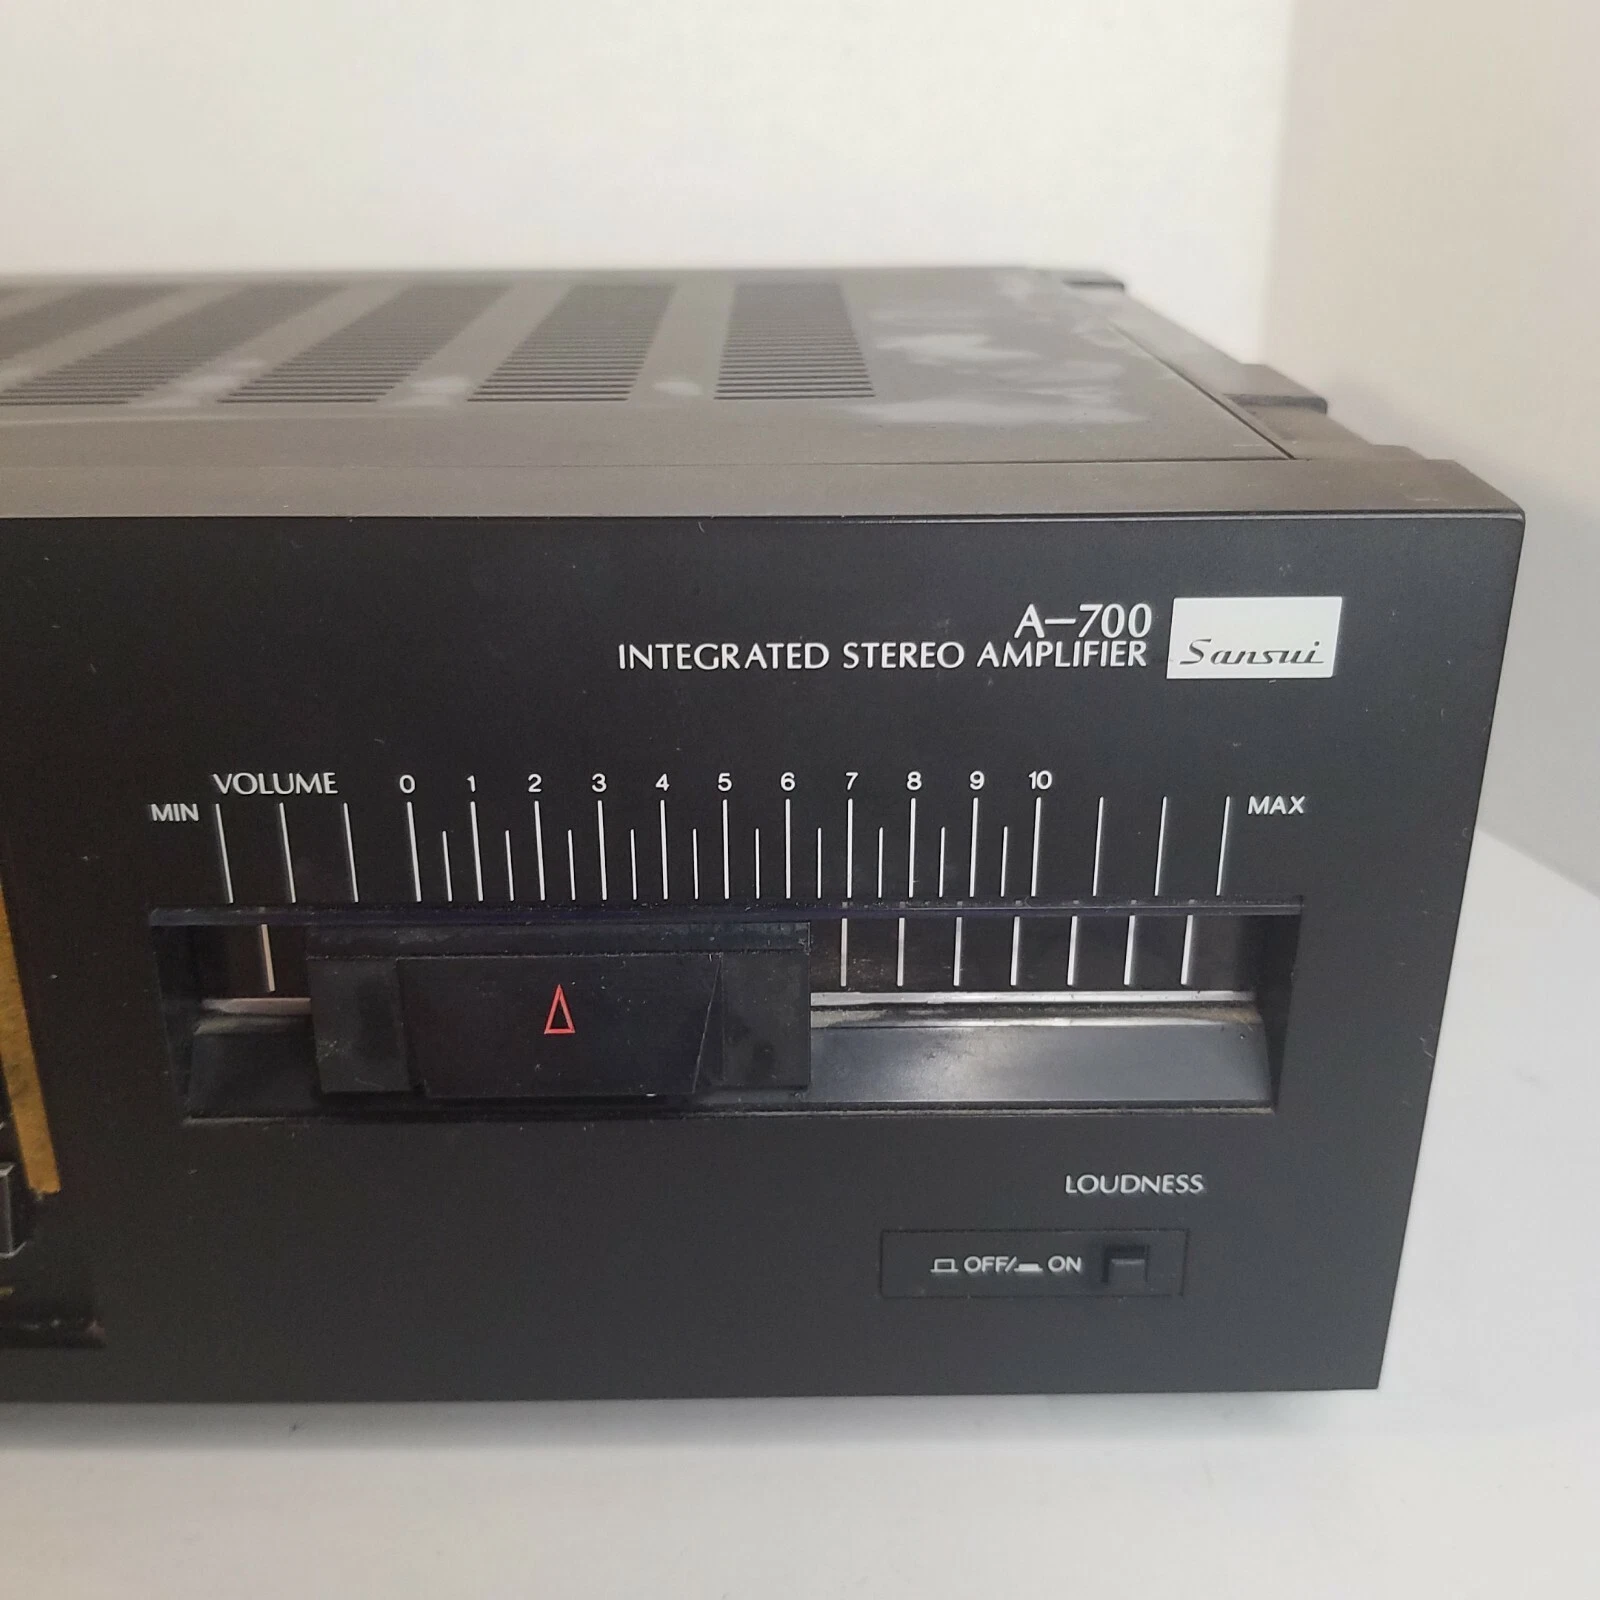 A-700
INTEGRATED STEREO AMPLIFIER
Sansui
VOLUME 0 1 2 3 4 5 6 7 8 9 10
MIN MAX
LOUDNESS
OFF/ ON